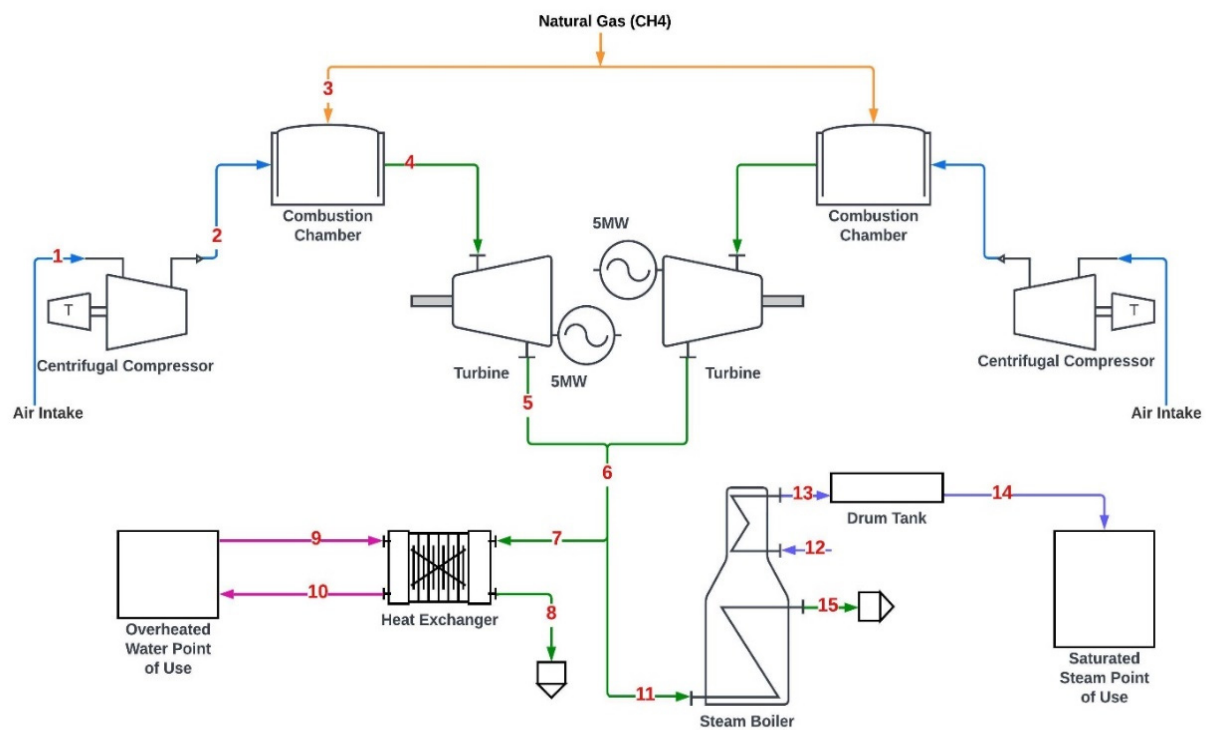 Natural Gas (CH4)
3
4
Combustion
Chamber
Combustion
Chamber
2
1
5MW
T
T
Centrifugal Compressor
Centrifugal Compressor
Turbine
5MW
Turbine
5
Air Intake
Air Intake
6
13
14
Drum Tank
9
7
12
10
8
15
Heat Exchanger
Overheated
Water Point
of Use
Saturated
Steam Point
of Use
11
Steam Boiler